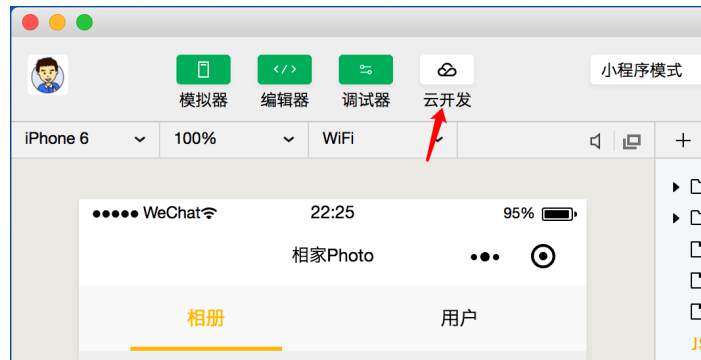 模拟器 编辑器 调试器 云开发 小程序模式
iPhone 6 100% WiFi
WeChat 22:25 95%
相家Photo
相册 用户